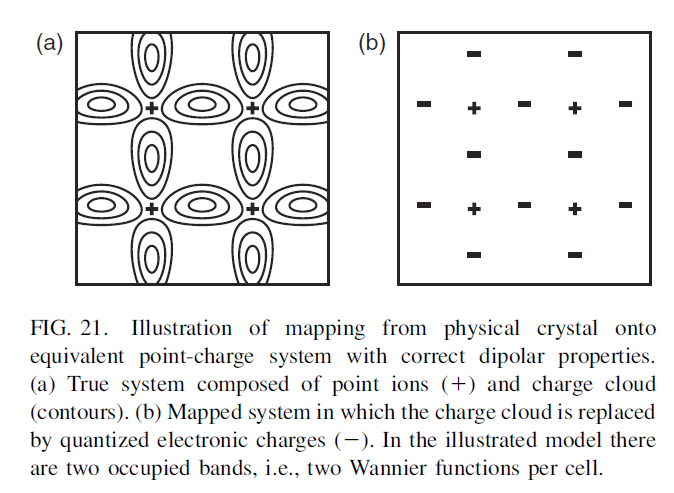 (a) (b)
FIG. 21. Illustration of mapping from physical crystal onto
equivalent point-charge system with correct dipolar properties.
(a) True system composed of point ions (+) and charge cloud
(contours). (b) Mapped system in which the charge cloud is replaced
by quantized electronic charges (−). In the illustrated model there
are two occupied bands, i.e., two Wannier functions per cell.